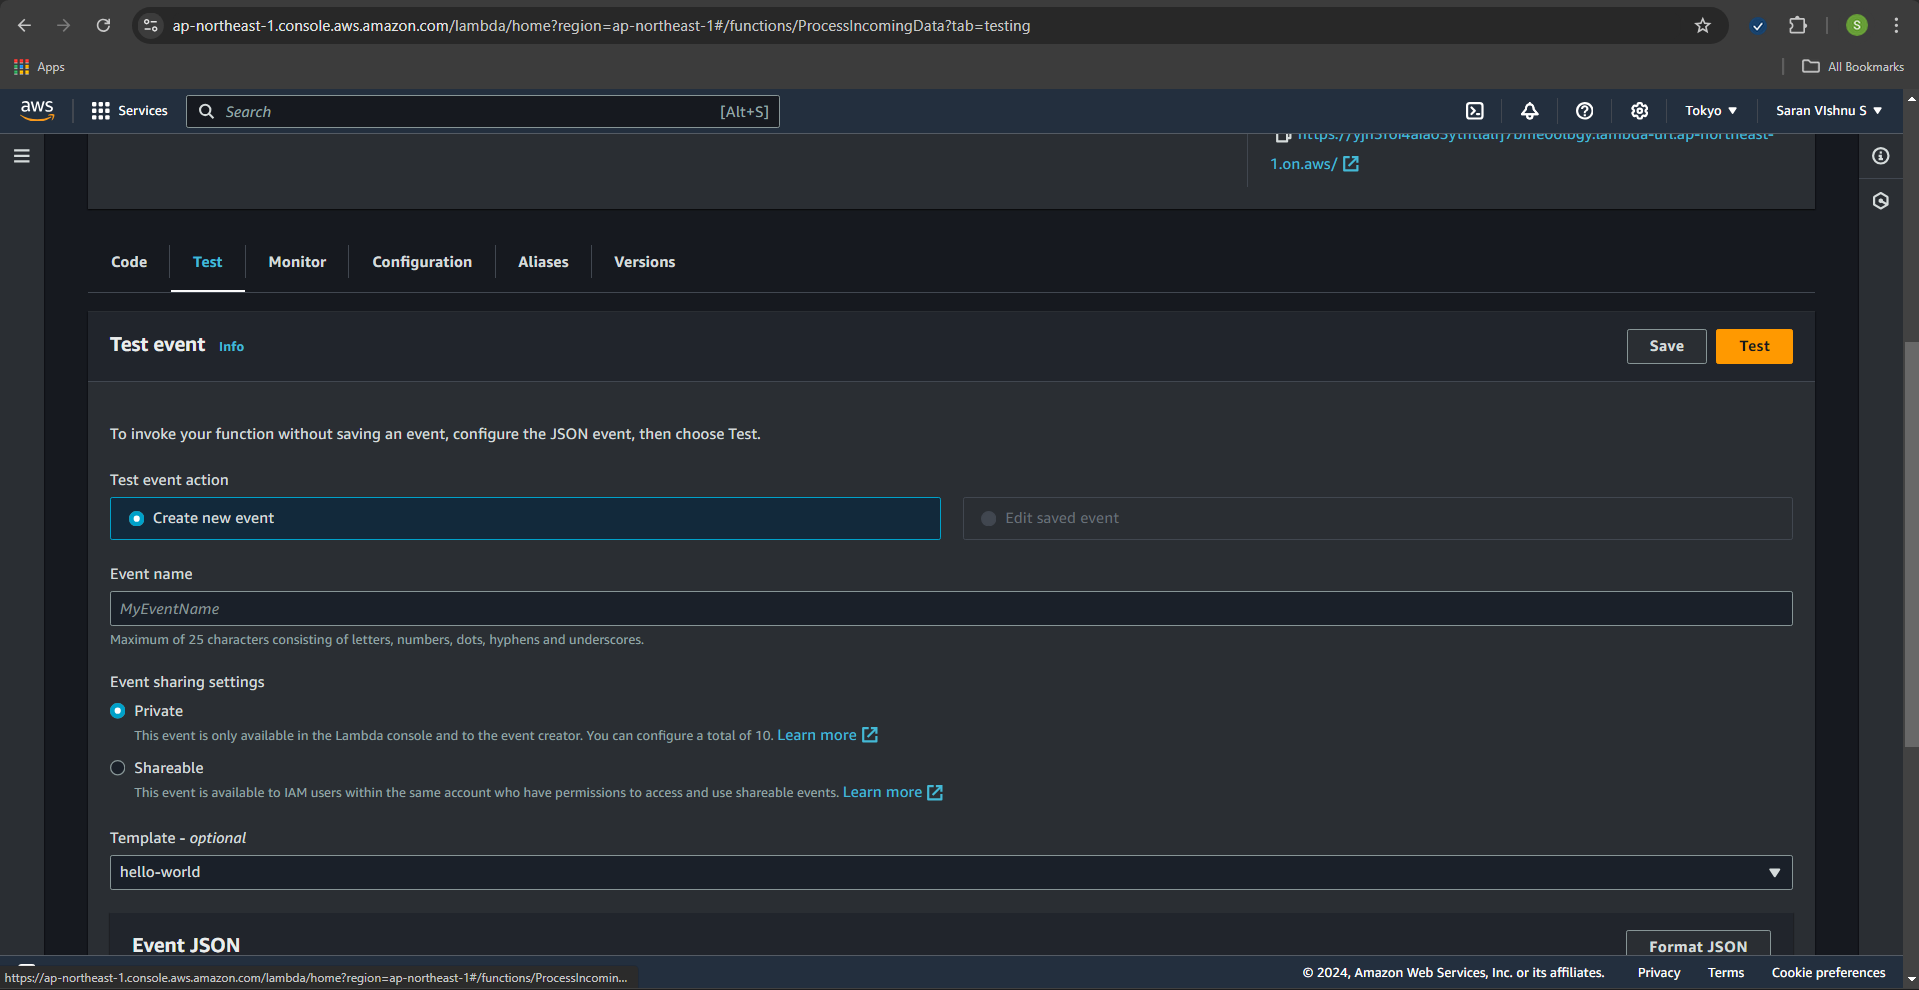 ap-northeast-1.console.aws.amazon.com/lambda/home?region=ap-northeast-1#/functions/ProcessIncomingData?tab=testing
S
Apps
All Bookmarks
aws
Services
Search
[Alt+S]
Tokyo
Saran VIshnu S
1.on.aws/
Code
Test
Monitor
Configuration
Aliases
Versions
Test event Info
Save
Test
To invoke your function without saving an event, configure the JSON event, then choose Test.
Test event action
Create new event
Edit saved event
Event name
MyEventName
Maximum of 25 characters consisting of letters, numbers, dots, hyphens and underscores.
Event sharing settings
Private
This event is only available in the Lambda console and to the event creator. You can configure a total of 10. Learn more
Shareable
This event is available to IAM users within the same account who have permissions to access and use shareable events. Learn more
Template - optional
hello-world
Event JSON
Format JSON
https://ap-northeast-1.console.aws.amazon.com/lambda/home?region=ap-northeast-1#/functions/ProcessIncomin...
© 2024, Amazon Web Services, Inc. or its affiliates.
Privacy
Terms
Cookie preferences